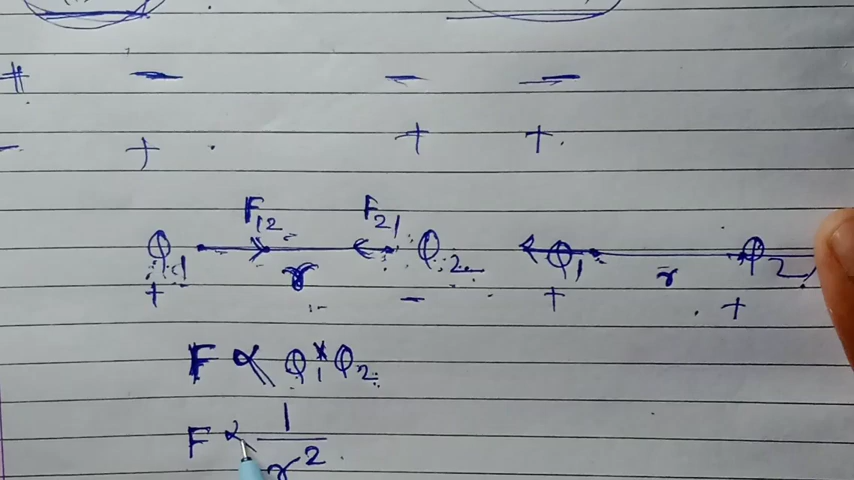 # - - -
- + + +
F12 F21
Q1 Q2 Q1 Q2
r r
+ - + +
F ∝ Q1*Q2
F ∝ 1/r²